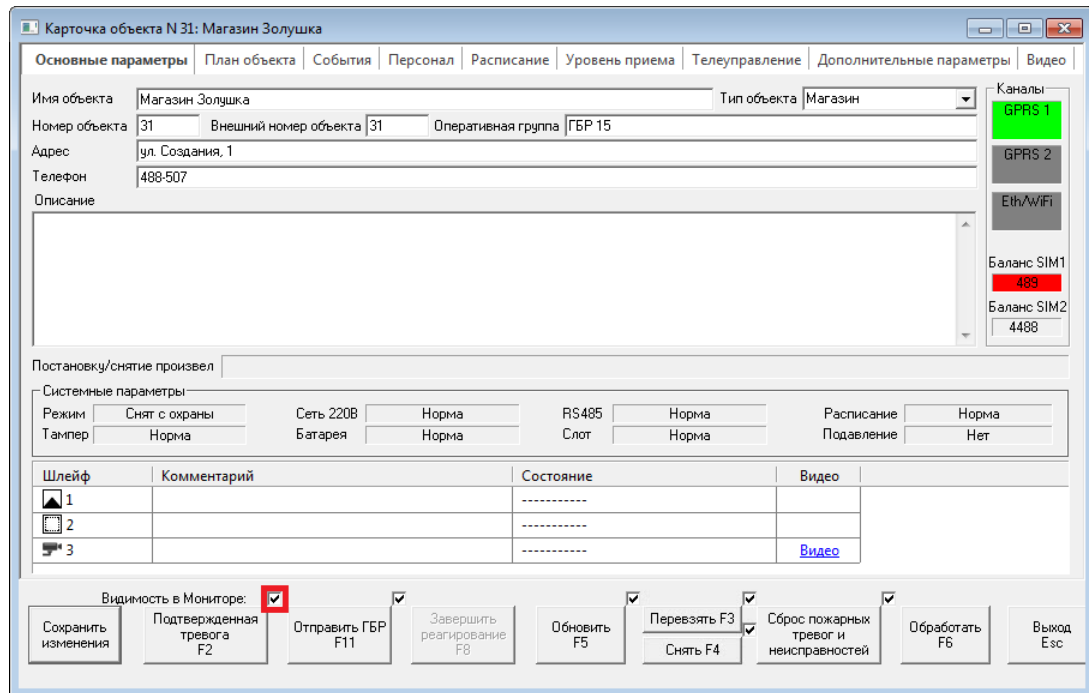 Карточка объекта N 31: Магазин Золушка
Основные параметры План объекта События Персонал Расписание Уровень приема Телеуправление Дополнительные параметры Видео
Имя объекта Магазин Золушка Тип объекта Магазин Каналы
Номер объекта 31 Внешний номер объекта 31 Оперативная группа ГБР 15 GPRS 1
Адрес ул. Создания, 1 GPRS 2
Телефон 488-507
Описание Eth/WiFi
Баланс SIM1
489
Баланс SIM2
4488
Постановку/снятие произвел
Системные параметры
Режим Снят с охраны Сеть 220В Норма RS485 Норма Расписание Норма
Тампер Норма Батарея Норма Слот Норма Подавление Нет
Шлейф Комментарий Состояние Видео
1 -----------
2 -----------
3 ----------- Видео
Видимость в Мониторе:
Сохранить изменения
Подтвержденная тревога F2
Отправить ГБР F11
Завершить реагирование F8
Обновить F5
Перевзять F3
Снять F4
Сброс пожарных тревог и неисправностей
Обработать F6
Выход Esc